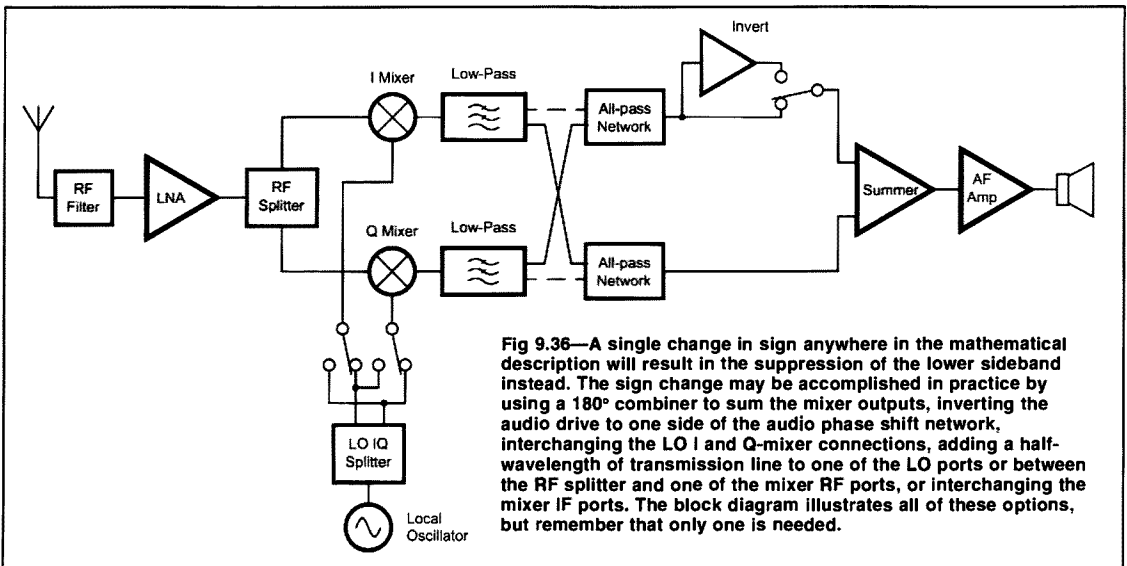 Invert
I Mixer
Low-Pass
All-pass
Network
RF
Filter
LNA
RF
Splitter
Summer
AF
Amp
Q Mixer
Low-Pass
All-pass
Network
LO IQ
Splitter
Local
Oscillator
Fig 9.36—A single change in sign anywhere in the mathematical
description will result in the suppression of the lower sideband
instead. The sign change may be accomplished in practice by
using a 180° combiner to sum the mixer outputs, inverting the
audio drive to one side of the audio phase shift network,
interchanging the LO I and Q-mixer connections, adding a half-
wavelength of transmission line to one of the LO ports or between
the RF splitter and one of the mixer RF ports, or interchanging the
mixer IF ports. The block diagram illustrates all of these options,
but remember that only one is needed.